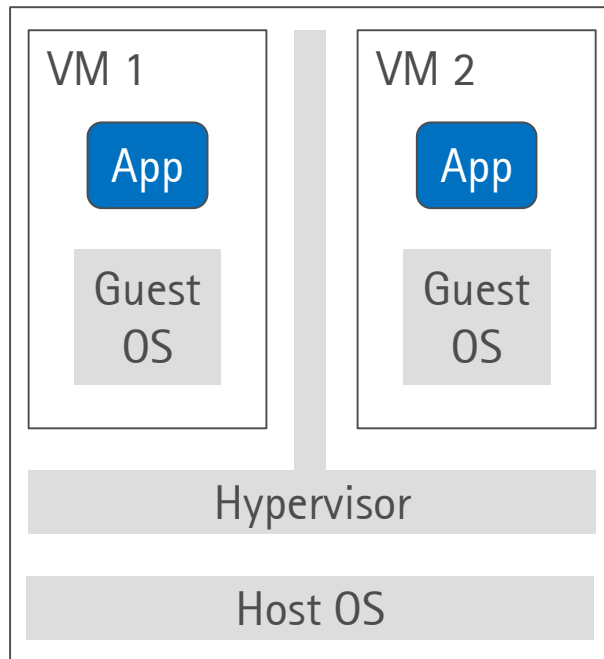 VM 1
App
Guest
OS
VM 2
App
Guest
OS
Hypervisor
Host OS